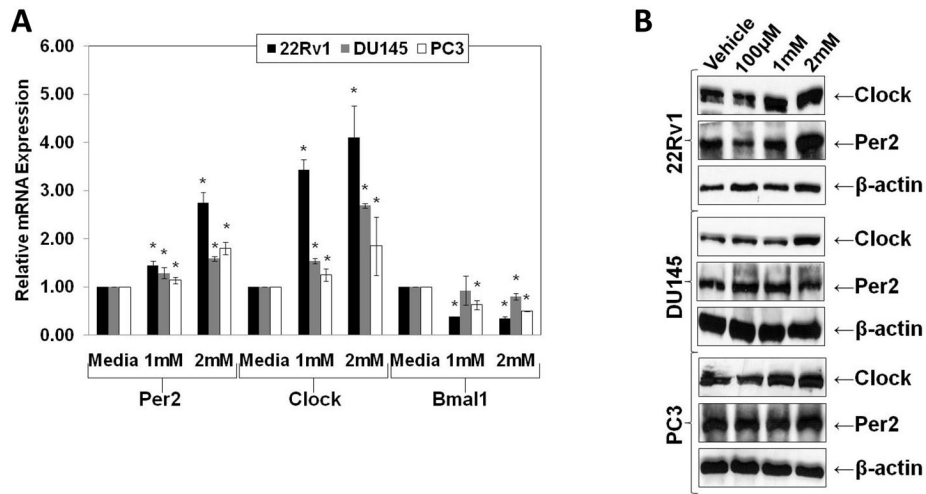 A
6.00
5.00
4.00
3.00
2.00
1.00
0.00
Relative mRNA Expression
22Rv1 DU145 PC3
* * * * * *
* * * * * *
* * * * *
Media 1mM 2mM Media 1mM 2mM Media 1mM 2mM
Per2 Clock Bmal1
B
Vehicle 100µM 1mM 2mM
22Rv1
←Clock
←Per2
←β-actin
DU145
←Clock
←Per2
←β-actin
PC3
←Clock
←Per2
←β-actin